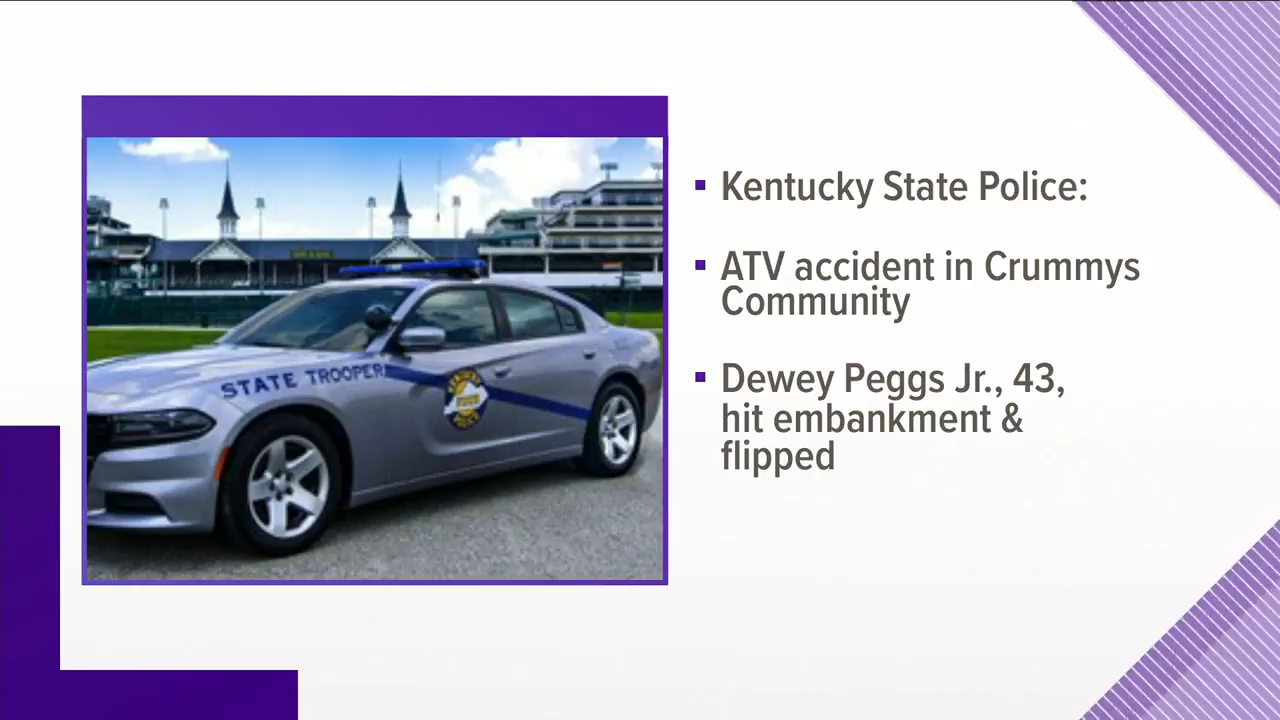 Kentucky State Police:
ATV accident in Crummys
Community
Dewey Peggs Jr., 43,
hit embankment &
flipped
STATE TROOPER